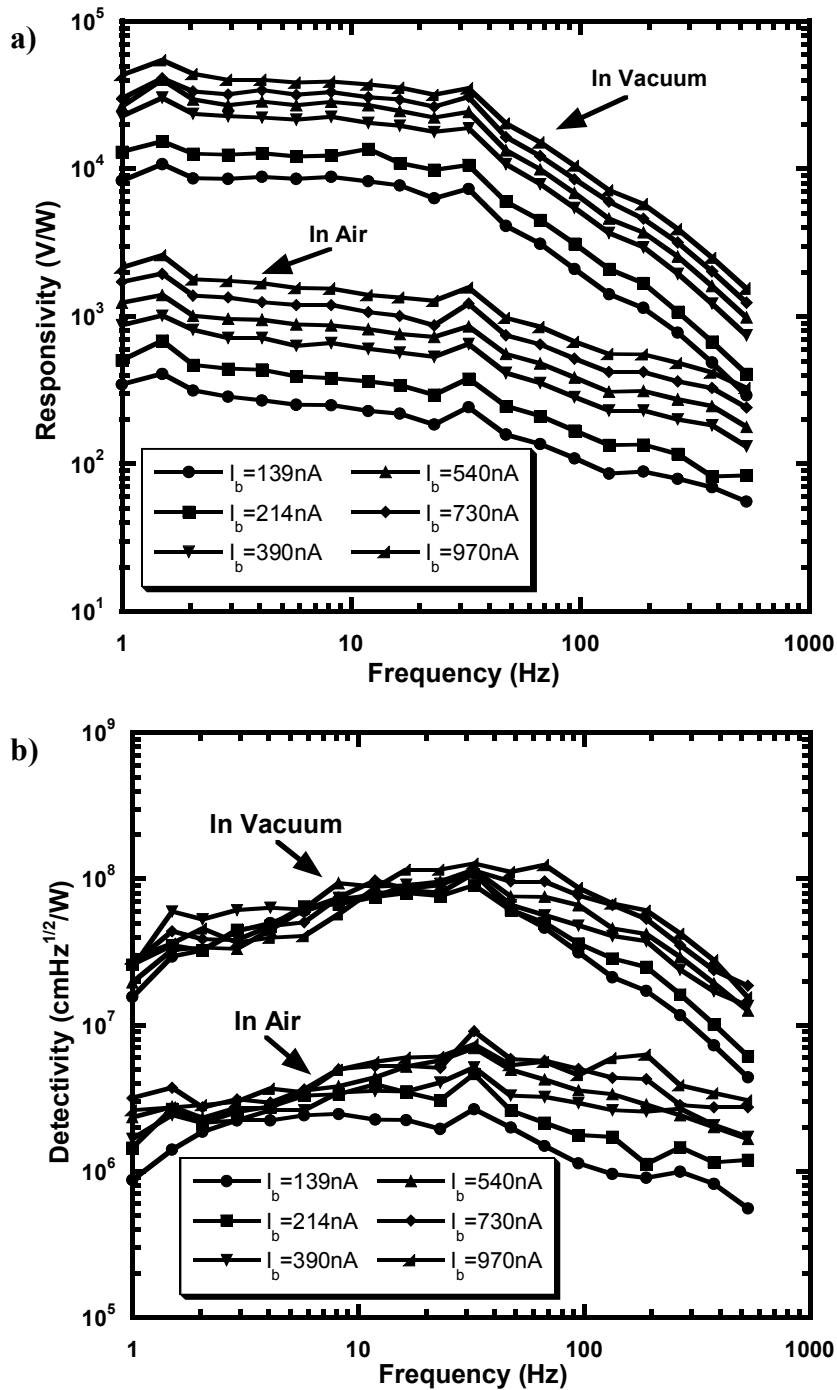 a)
10^5
10^4
10^3
10^2
10^1
Responsivity (V/W)
In Vacuum
In Air
I_b=139nA
I_b=540nA
I_b=214nA
I_b=730nA
I_b=390nA
I_b=970nA
1
10
100
1000
Frequency (Hz)
b)
10^9
10^8
10^7
10^6
10^5
Detectivity (cmHz^1/2/W)
In Vacuum
In Air
I_b=139nA
I_b=540nA
I_b=214nA
I_b=730nA
I_b=390nA
I_b=970nA
1
10
100
1000
Frequency (Hz)